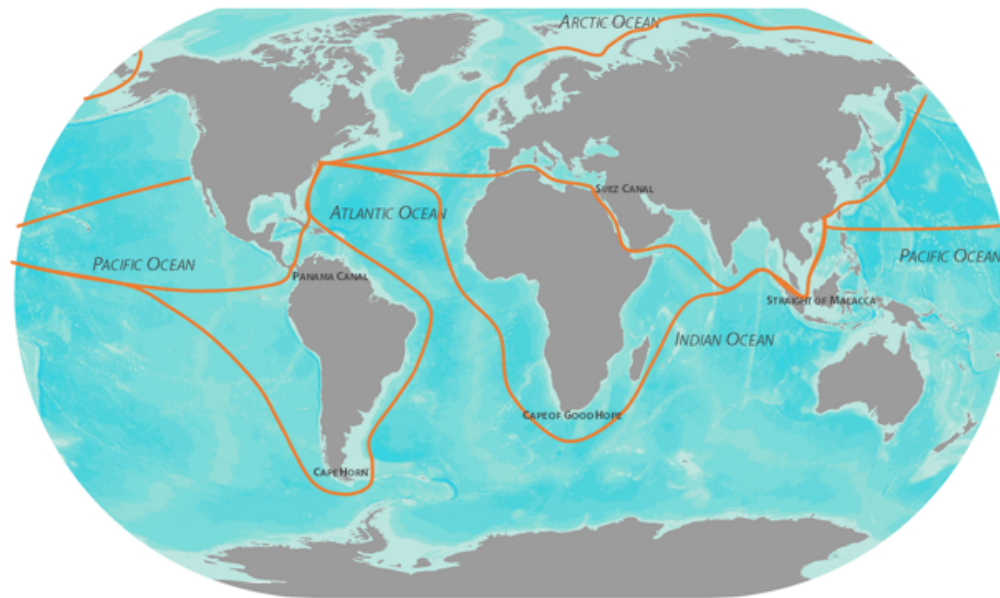 ARCTIC OCEAN
SUEZ CANAL
ATLANTIC OCEAN
PACIFIC OCEAN
PACIFIC OCEAN
PANAMA CANAL
STRAIGHT OF MALACCA
INDIAN OCEAN
CAPE OF GOOD HOPE
CAPE HORN